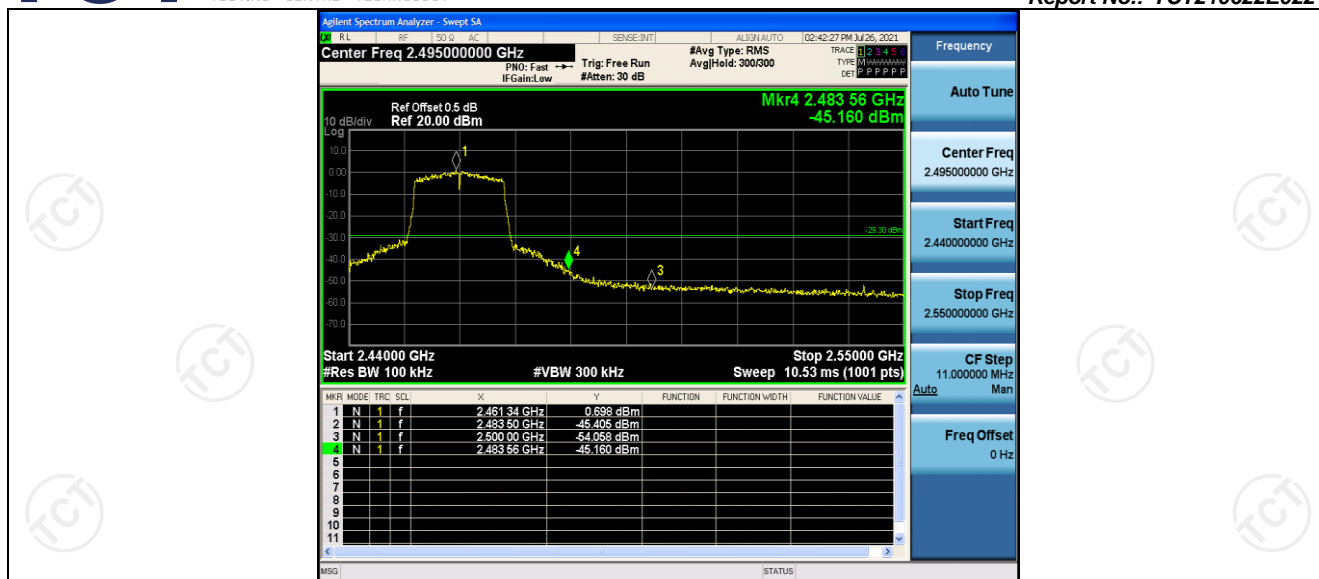 Agilent Spectrum Analyzer - Swept SA
RL RF 50 Ω AC SENSE:INT ALIGN AUTO 02:42:27 PM Jul 26, 2021
Center Freq 2.495000000 GHz
PNO: Fast
IFGain:Low
Trig: Free Run
#Atten: 30 dB
#Avg Type: RMS
Avg|Hold: 300/300
TRACE 1 2 3 4 5 6
TYPE M
DET P P P P P P
Frequency
Auto Tune
Center Freq
2.495000000 GHz
Start Freq
2.440000000 GHz
Stop Freq
2.550000000 GHz
CF Step
11.000000 MHz
Auto Man
Freq Offset
0 Hz
Mkr4 2.483 56 GHz
-45.160 dBm
Ref Offset 0.5 dB
10 dB/div Ref 20.00 dBm
Log
10.0
0.00
-10.0
-20.0
-30.0
-40.0
-50.0
-60.0
-70.0
1
4
3
-29.30 dBm
Start 2.44000 GHz Stop 2.55000 GHz
#Res BW 100 kHz #VBW 300 kHz Sweep 10.53 ms (1001 pts)
MKR MODE TRC SCL X Y FUNCTION FUNCTION WIDTH FUNCTION VALUE
1 N 1 f 2.461 34 GHz 0.698 dBm
2 N 1 f 2.483 50 GHz -45.405 dBm
3 N 1 f 2.500 00 GHz -54.058 dBm
4 N 1 f 2.483 56 GHz -45.160 dBm
5
6
7
8
9
10
11
MSG STATUS
TCT
TCT
TCT
TCT
TCT
TCT